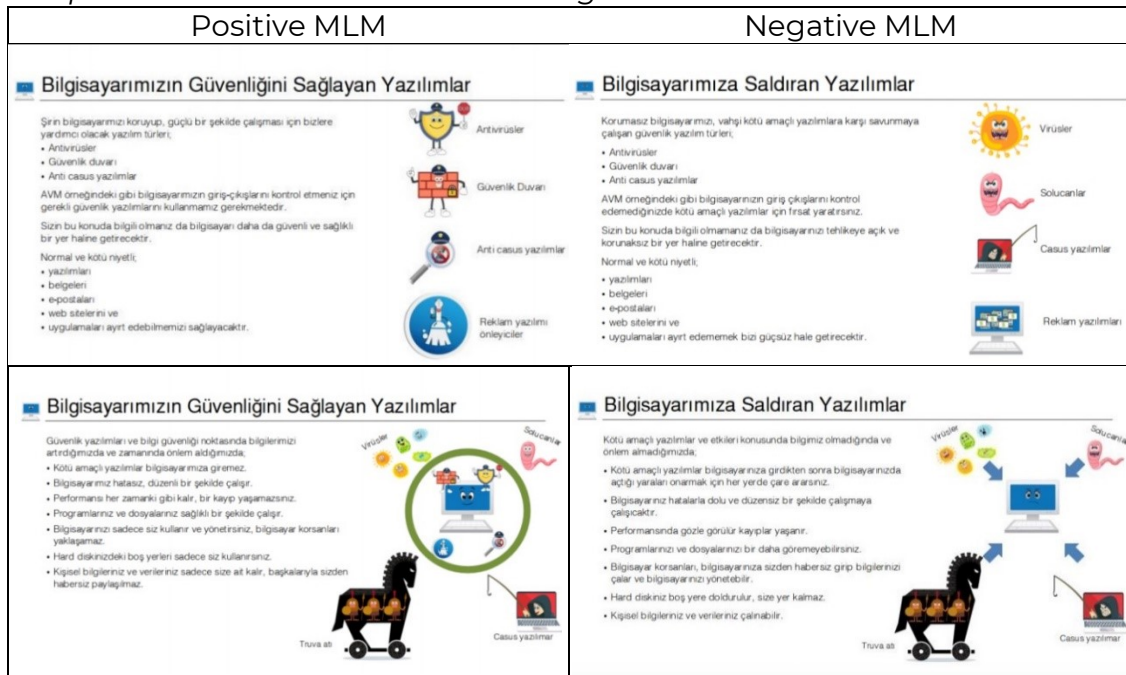 Positive MLM
Negative MLM
Bilgisayarımızın Güvenliğini Sağlayan Yazılımlar
Şirin bilgisayarımızı koruyup, güçlü bir şekilde çalışması için bizlere
yardımcı olacak yazılım türleri;
• Antivirüsler
• Güvenlik duvarı
• Anti casus yazılımlar
AVM örneğindeki gibi bilgisayarımızın giriş-çıkışlarını kontrol etmeniz için
gerekli güvenlik yazılımlarını kullanmamız gerekmektedir.
Sizin bu konuda bilgili olmanız da bilgisayarı daha da güvenli ve sağlıklı
bir yer haline getirecektir.
Normal ve kötü niyetli;
• yazılımları
• belgeleri
• e-postaları
• web sitelerini ve
• uygulamaları ayırt edebilmemizi sağlayacaktır.
Antivirüsler
Güvenlik Duvarı
Anti casus yazılımlar
Reklam yazılımı
önleyiciler
Bilgisayarımıza Saldıran Yazılımlar
Korumasız bilgisayarımızı, vahşi kötü amaçlı yazılımlara karşı savunmaya
çalışan güvenlik yazılım türleri;
• Antivirüsler
• Güvenlik duvarı
• Anti casus yazılımlar
AVM örneğindeki gibi bilgisayarınızın giriş çıkışlarını kontrol
edemediğinizde kötü amaçlı yazılımlar için fırsat yaratırsınız.
Sizin bu konuda bilgili olmamanız da bilgisayarınızı tehlikeye açık ve
korunaksız bir yer haline getirecektir.
Normal ve kötü niyetli;
• yazılımları
• belgeleri
• e-postaları
• web sitelerini ve
• uygulamaları ayırt edememek bizi güçsüz hale getirecektir.
Virüsler
Solucanlar
Casus yazılımlar
Reklam yazılımları
Bilgisayarımızın Güvenliğini Sağlayan Yazılımlar
Güvenlik yazılımları ve bilgi güvenliği noktasında bilgilerimizi
artırdığımızda ve zamanında önlem aldığımızda;
• Kötü amaçlı yazılımlar bilgisayarımıza giremez.
• Bilgisayarımız hatasız, düzenli bir şekilde çalışır.
• Performansı her zamanki gibi kalır, bir kayıp yaşamazsınız.
• Programlarınız ve dosyalarınız sağlıklı bir şekilde çalışır.
• Bilgisayarınızı sadece siz kullanır ve yönetirsiniz, bilgisayar korsanları
yaklaşamaz.
• Hard diskinizdeki boş yerleri sadece siz kullanırsınız.
• Kişisel bilgileriniz ve verileriniz sadece size ait kalır, başkalarıyla sizden
habersiz paylaşılmaz.
Virüsler
Solucanlar
Truva atı
Casus yazılımlar
Bilgisayarımıza Saldıran Yazılımlar
Kötü amaçlı yazılımlar ve etkileri konusunda bilgimiz olmadığında ve
önlem almadığımızda;
• Kötü amaçlı yazılımlar bilgisayarınıza girdikten sonra bilgisayarınızda
açtığı yaraları onarmak için her yerde çare ararsınız.
• Bilgisayarınız hatalarla dolu ve düzensiz bir şekilde çalışmaya
çalışıcaktır.
• Performansında gözle görülür kayıplar yaşanır.
• Programlarınızı ve dosyalarınızı bir daha göremeyebilirsiniz.
• Bilgisayar korsanları, bilgisayarınıza sizden habersiz girip bilgilerinizi
çalar ve bilgisayarınızı yönetebilir.
• Hard diskiniz boş yere doldurulur, size yer kalmaz.
• Kişisel bilgileriniz ve verileriniz çalınabilir.
Virüsler
Solucanlar
Truva atı
Casus yazılımlar